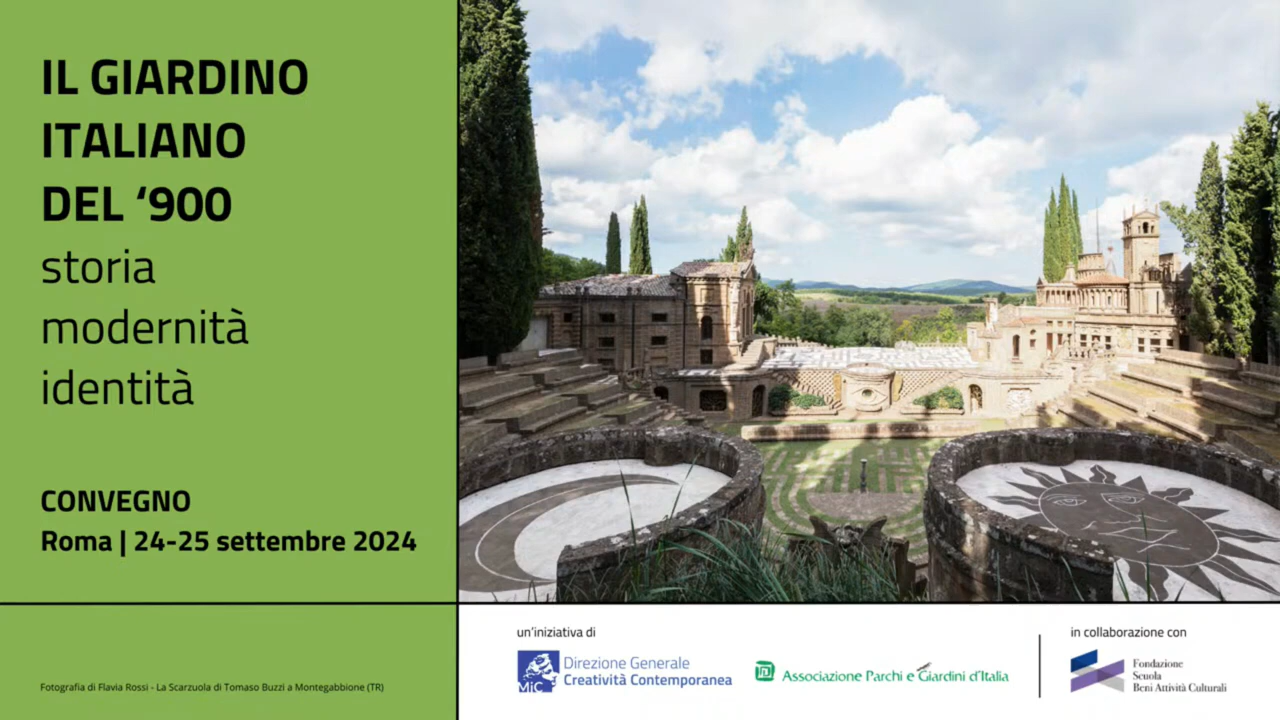 IL GIARDINO
ITALIANO
DEL ‘900
storia
modernità
identità
CONVEGNO
Roma | 24-25 settembre 2024
Fotografia di Flavia Rossi - La Scarzuola di Tomaso Buzzi a Montegabbione (TR)
un’iniziativa di
MiC
Direzione Generale
Creatività Contemporanea
Associazione Parchi e Giardini d'Italia
in collaborazione con
Fondazione
Scuola
Beni Attività Culturali